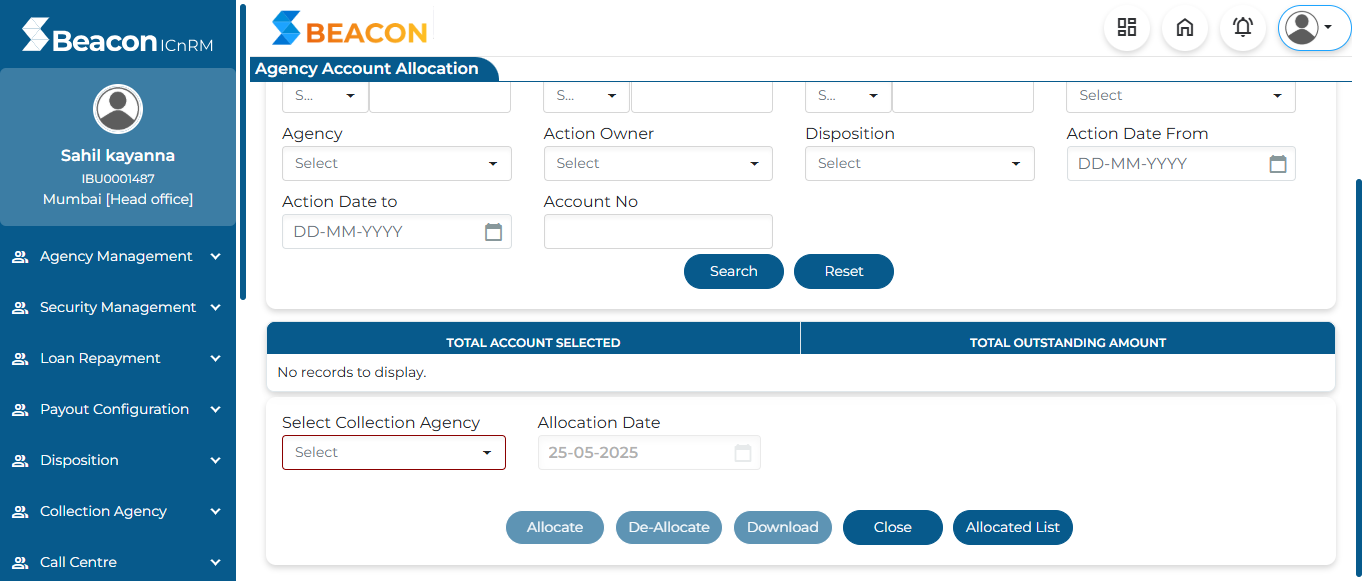 Beacon ICnRM
BEACON
Agency Account Allocation
Sahil kayanna
IBU0001487
Mumbai [Head office]
Agency Management
Security Management
Loan Repayment
Payout Configuration
Disposition
Collection Agency
Call Centre
S... S... S... Select
Agency Action Owner Disposition Action Date From
Select Select Select DD-MM-YYYY
Action Date to Account No
DD-MM-YYYY
Search Reset
TOTAL ACCOUNT SELECTED TOTAL OUTSTANDING AMOUNT
No records to display.
Select Collection Agency Allocation Date
Select 25-05-2025
Allocate De-Allocate Download Close Allocated List